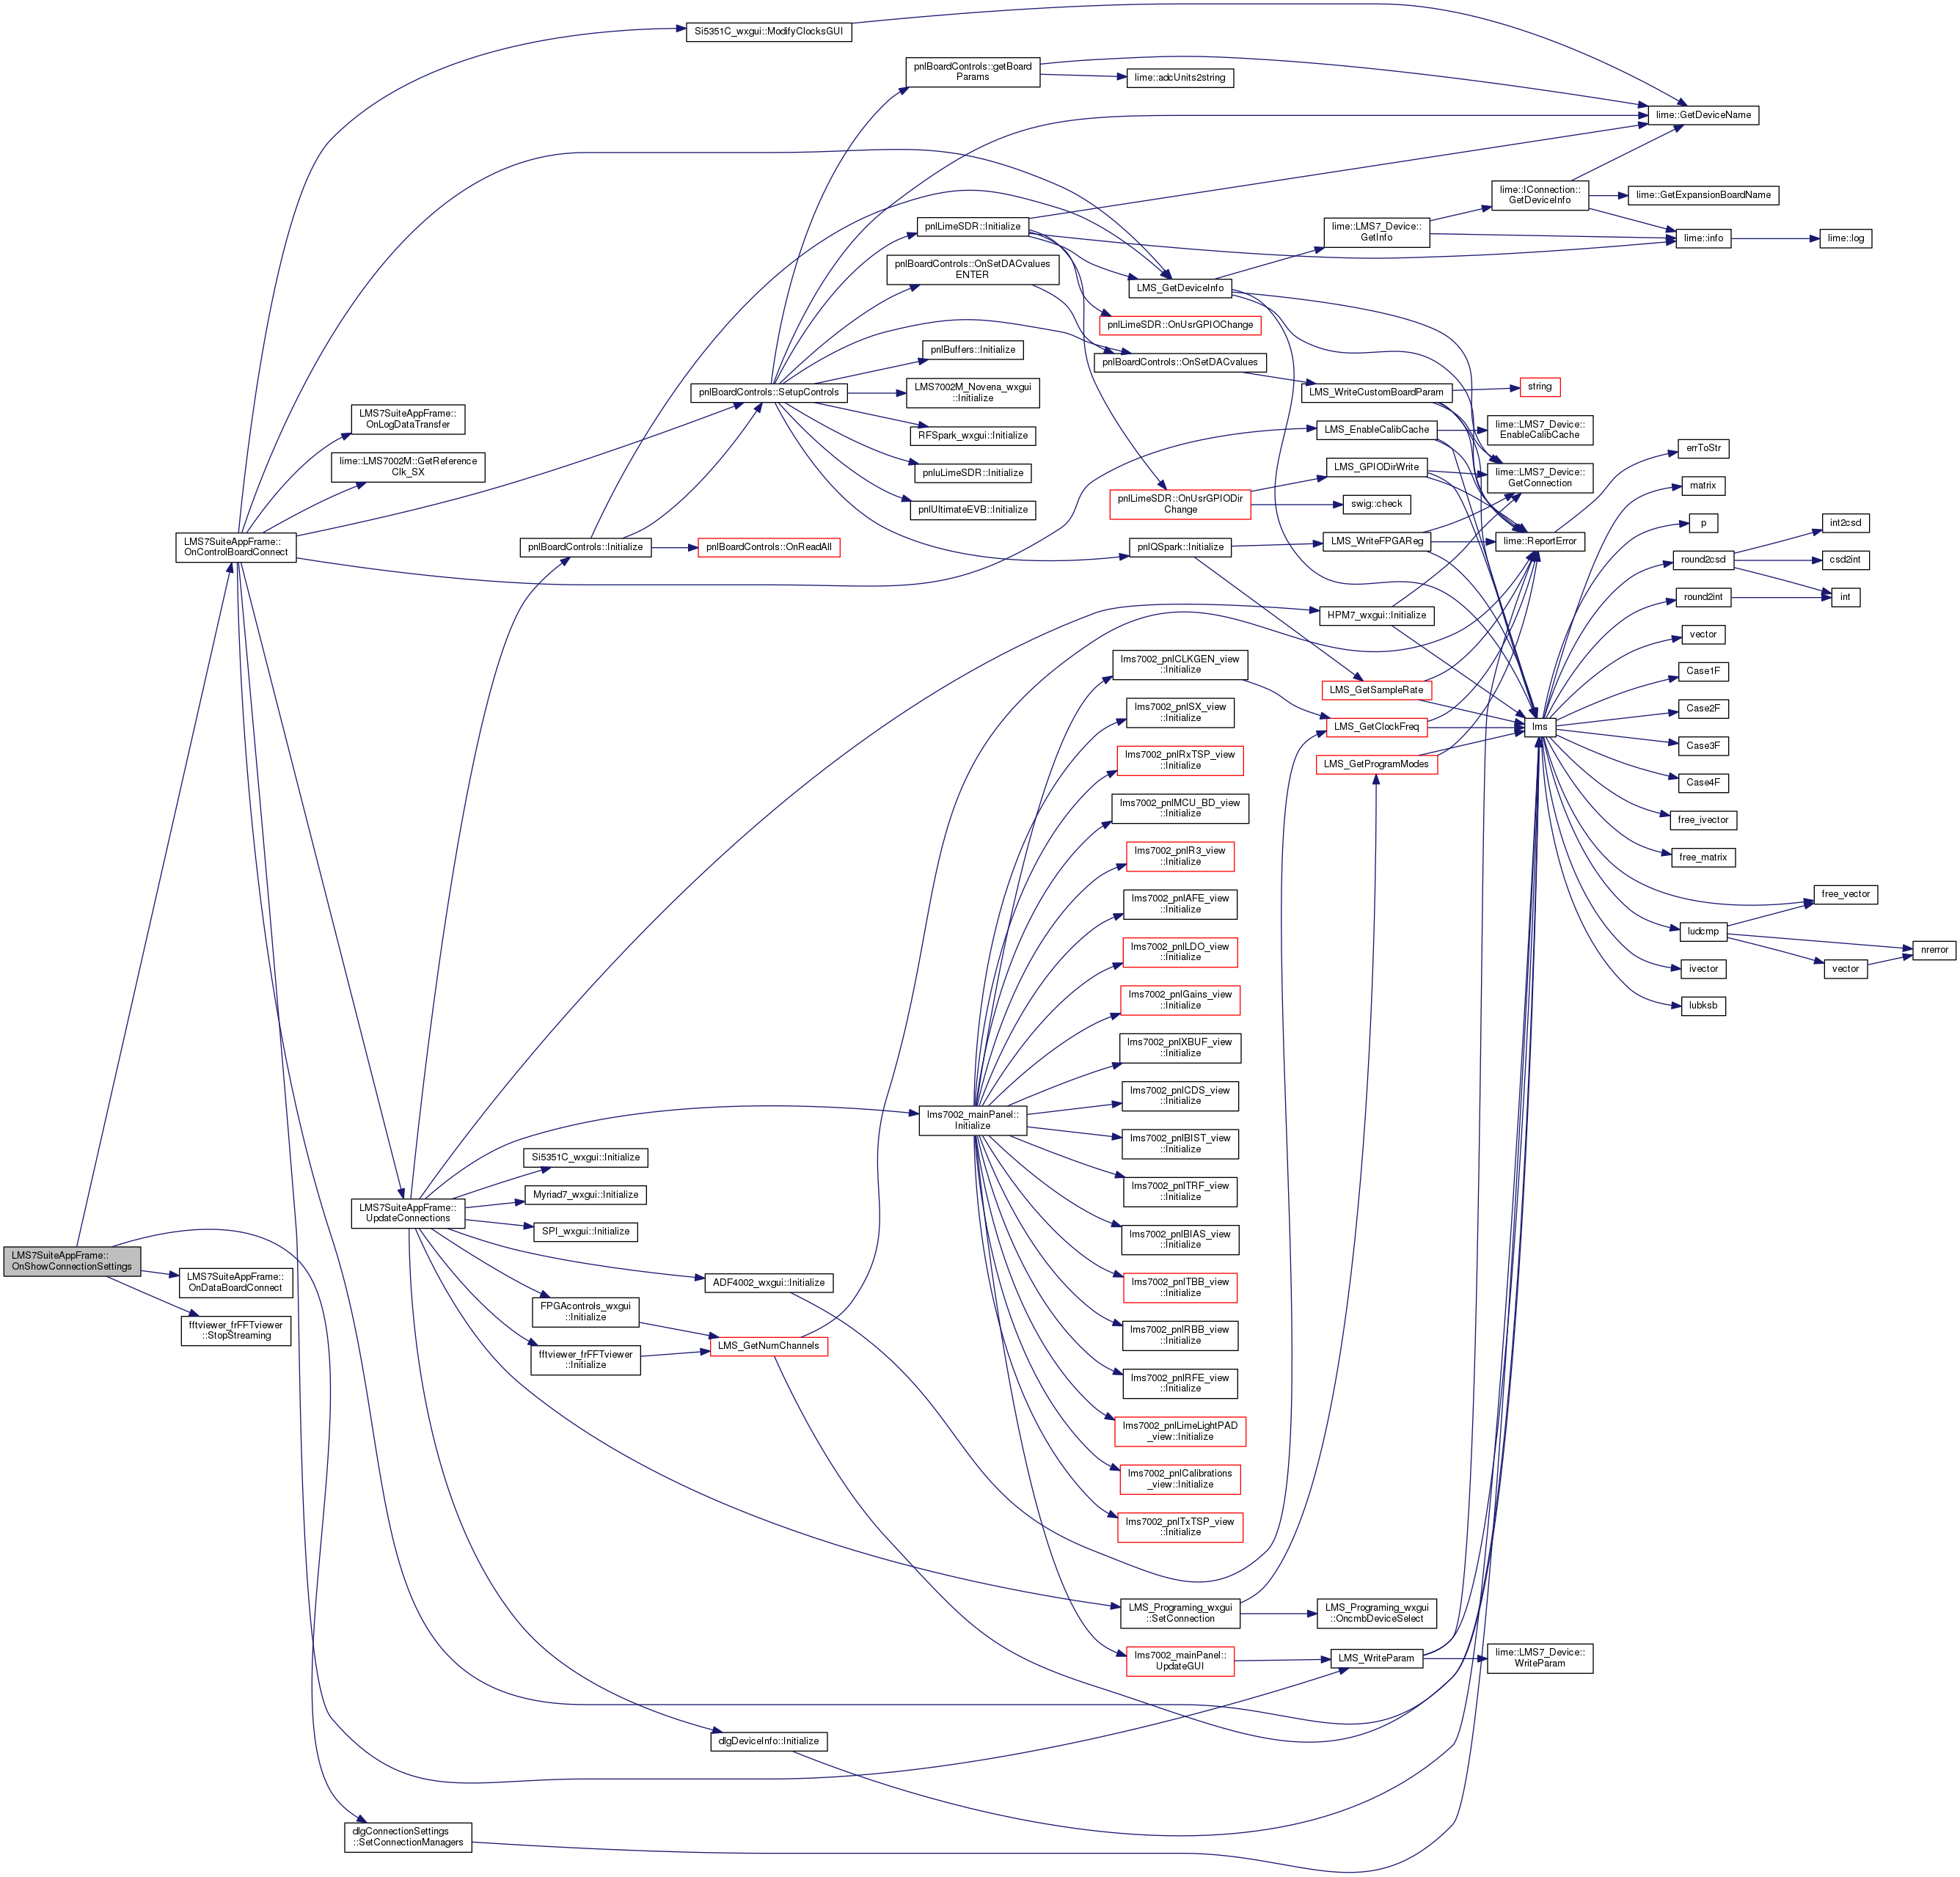 Si5351C_wxgui::ModifyClocksGUI
pnlBoardControls::getBoard
Params
lime::adcUnits2string
lime::GetDeviceName
lime::IConnection::
GetDeviceInfo
lime::GetExpansionBoardName
pnlLimeSDR::Initialize
lime::LMS7_Device::
GetInfo
lime::info
lime::log
pnlBoardControls::OnSetDACvalues
ENTER
LMS_GetDeviceInfo
pnlLimeSDR::OnUsrGPIOChange
pnlBuffers::Initialize
pnlBoardControls::OnSetDACvalues
pnlBoardControls::SetupControls
LMS7002M_Novena_wxgui
::Initialize
LMS_WriteCustomBoardParam
string
LMS7SuiteAppFrame::
OnLogDataTransfer
RFSpark_wxgui::Initialize
LMS_EnableCalibCache
lime::LMS7_Device::
EnableCalibCache
errToStr
lime::LMS7002M::GetReference
Clk_SX
pnluLimeSDR::Initialize
LMS_GPIODirWrite
lime::LMS7_Device::
GetConnection
matrix
pnlUltimateEVB::Initialize
pnlLimeSDR::OnUsrGPIODir
Change
swig::check
p
int2csd
LMS7SuiteAppFrame::
OnControlBoardConnect
pnlBoardControls::Initialize
pnlBoardControls::OnReadAll
pnlQSpark::Initialize
LMS_WriteFPGAReg
lime::ReportError
round2csd
csd2int
round2int
int
HPM7_wxgui::Initialize
vector
lms7002_pnlCLKGEN_view
::Initialize
LMS_GetSampleRate
Case1F
lms7002_pnlSX_view
::Initialize
LMS_GetClockFreq
lms
Case2F
lms7002_pnlRxTSP_view
::Initialize
LMS_GetProgramModes
Case3F
Case4F
lms7002_pnlMCU_BD_view
::Initialize
free_ivector
lms7002_pnlR3_view
::Initialize
free_matrix
lms7002_pnlAFE_view
::Initialize
free_vector
ludcmp
lms7002_pnlLDO_view
::Initialize
nrerror
ivector
vector
lms7002_pnlGains_view
::Initialize
lubksb
lms7002_pnlXBUF_view
::Initialize
lms7002_pnlCDS_view
::Initialize
lms7002_mainPanel::
Initialize
lms7002_pnlBIST_view
::Initialize
Si5351C_wxgui::Initialize
lms7002_pnlTRF_view
::Initialize
Myriad7_wxgui::Initialize
LMS7SuiteAppFrame::
UpdateConnections
SPI_wxgui::Initialize
lms7002_pnlBIAS_view
::Initialize
LMS7SuiteAppFrame::
OnShowConnectionSettings
LMS7SuiteAppFrame::
OnDataBoardConnect
ADF4002_wxgui::Initialize
lms7002_pnlTBB_view
::Initialize
FPGAcontrols_wxgui
::Initialize
fftviewer_frFFTviewer
::StopStreaming
LMS_GetNumChannels
lms7002_pnlRBB_view
::Initialize
fftviewer_frFFTviewer
::Initialize
lms7002_pnlRFE_view
::Initialize
lms7002_pnlLimeLightPAD
_view::Initialize
lms7002_pnlCalibrations
_view::Initialize
lms7002_pnlTxTSP_view
::Initialize
LMS_Programing_wxgui
::SetConnection
LMS_Programing_wxgui
::OncmbDeviceSelect
lms7002_mainPanel::
UpdateGUI
LMS_WriteParam
lime::LMS7_Device::
WriteParam
dlgDeviceInfo::Initialize
dlgConnectionSettings
::SetConnectionManagers